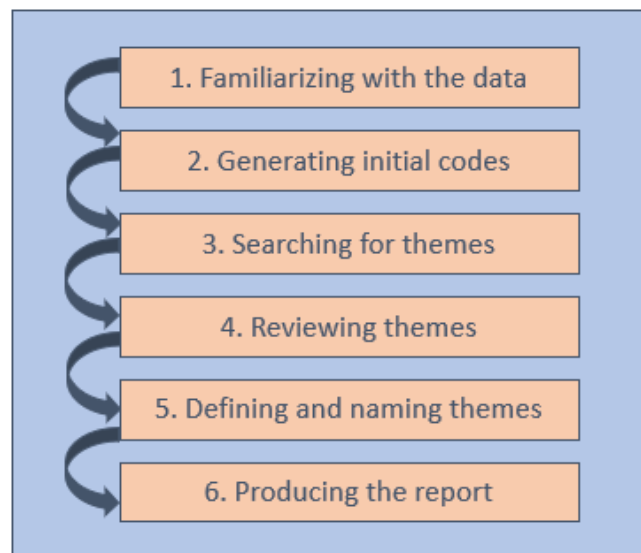 1. Familiarizing with the data
2. Generating initial codes
3. Searching for themes
4. Reviewing themes
5. Defining and naming themes
6. Producing the report